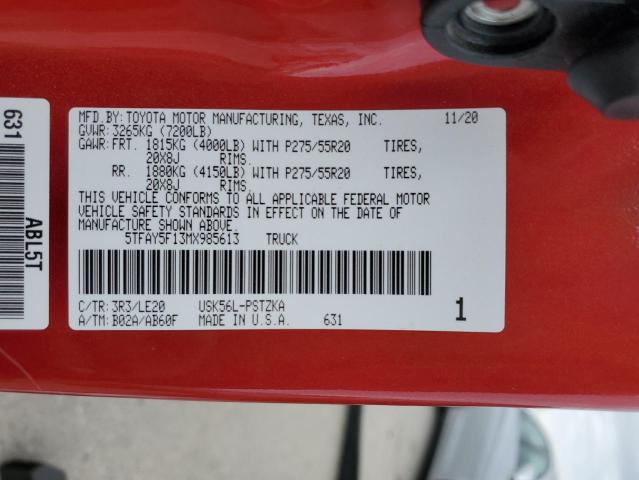 631
ABL5T
MFD.BY:TOYOTA MOTOR MANUFACTURING, TEXAS, INC. 11/20
GVWR: 3265KG (7200LB)
GAWR: FRT. 1815KG (4000LB) WITH P275/55R20 TIRES,
20X8J RIMS.
RR. 1880KG (4150LB) WITH P275/55R20 TIRES,
20X8J RIMS.
THIS VEHICLE CONFORMS TO ALL APPLICABLE FEDERAL MOTOR
VEHICLE SAFETY STANDARDS IN EFFECT ON THE DATE OF
MANUFACTURE SHOWN ABOVE.
5TFAY5F13MX985613 TRUCK
C/TR: 3R3/LE20 USK56L-PSTZKA
A/TM: B02A/AB60F MADE IN U.S.A. 631
1